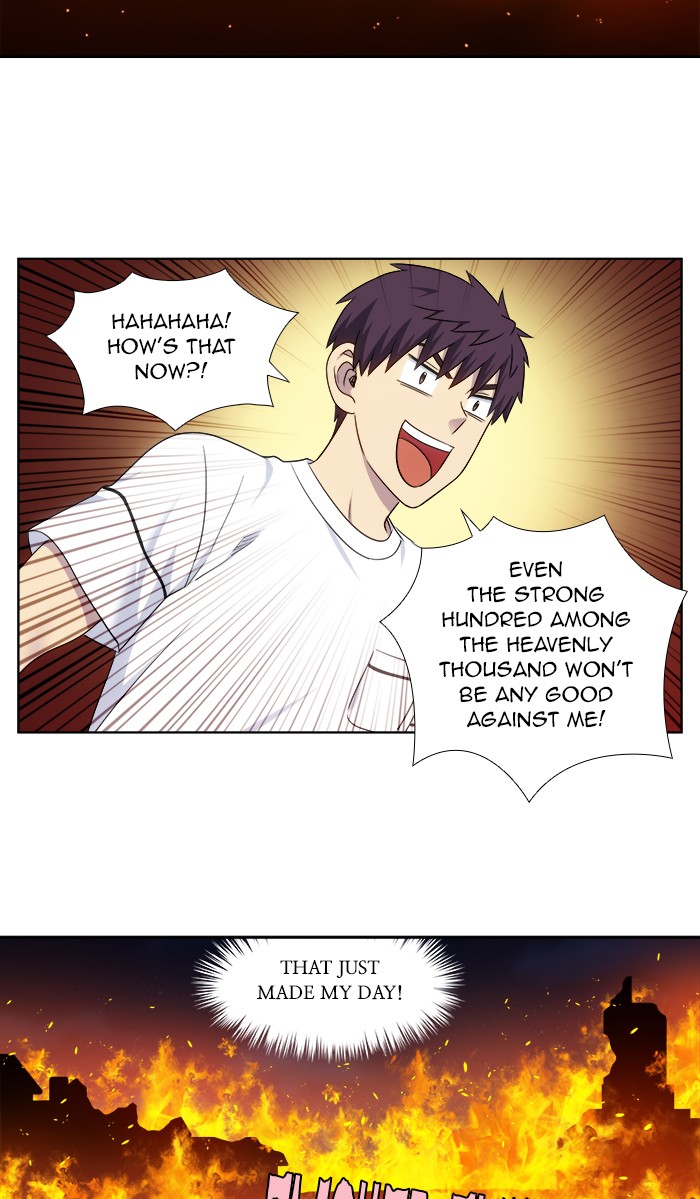 HAHAHAHA!
HOW'S THAT
NOW?!
EVEN
THE STRONG
HUNDRED AMONG
THE HEAVENLY
THOUSAND WON'T
BE ANY GOOD
AGAINST ME!
THAT JUST
MADE MY DAY!